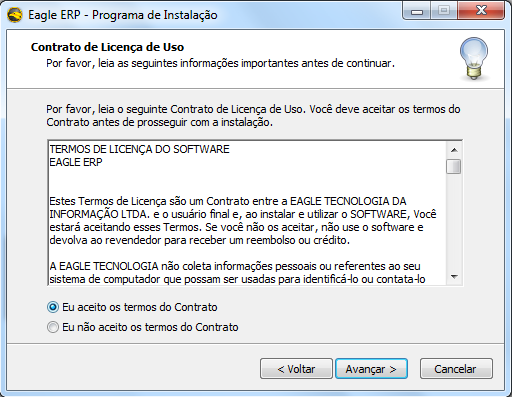 Eagle ERP - Programa de Instalação
Contrato de Licença de Uso
Por favor, leia as seguintes informações importantes antes de continuar.
Por favor, leia o seguinte Contrato de Licença de Uso. Você deve aceitar os termos do
Contrato antes de prosseguir com a instalação.
TERMOS DE LICENÇA DO SOFTWARE
EAGLE ERP
Estes Termos de Licença são um Contrato entre a EAGLE TECNOLOGIA DA
INFORMAÇÃO LTDA. e o usuário final e, ao instalar e utilizar o SOFTWARE, Você
estará aceitando esses Termos. Se você não os aceitar, não use o software e
devolva ao revendedor para receber um reembolso ou crédito.
A EAGLE TECNOLOGIA não coleta informações pessoais ou referentes ao seu
sistema de computador que possam ser usadas para identificá-lo ou contata-lo
Eu aceito os termos do Contrato
Eu não aceito os termos do Contrato
< Voltar
Avançar >
Cancelar